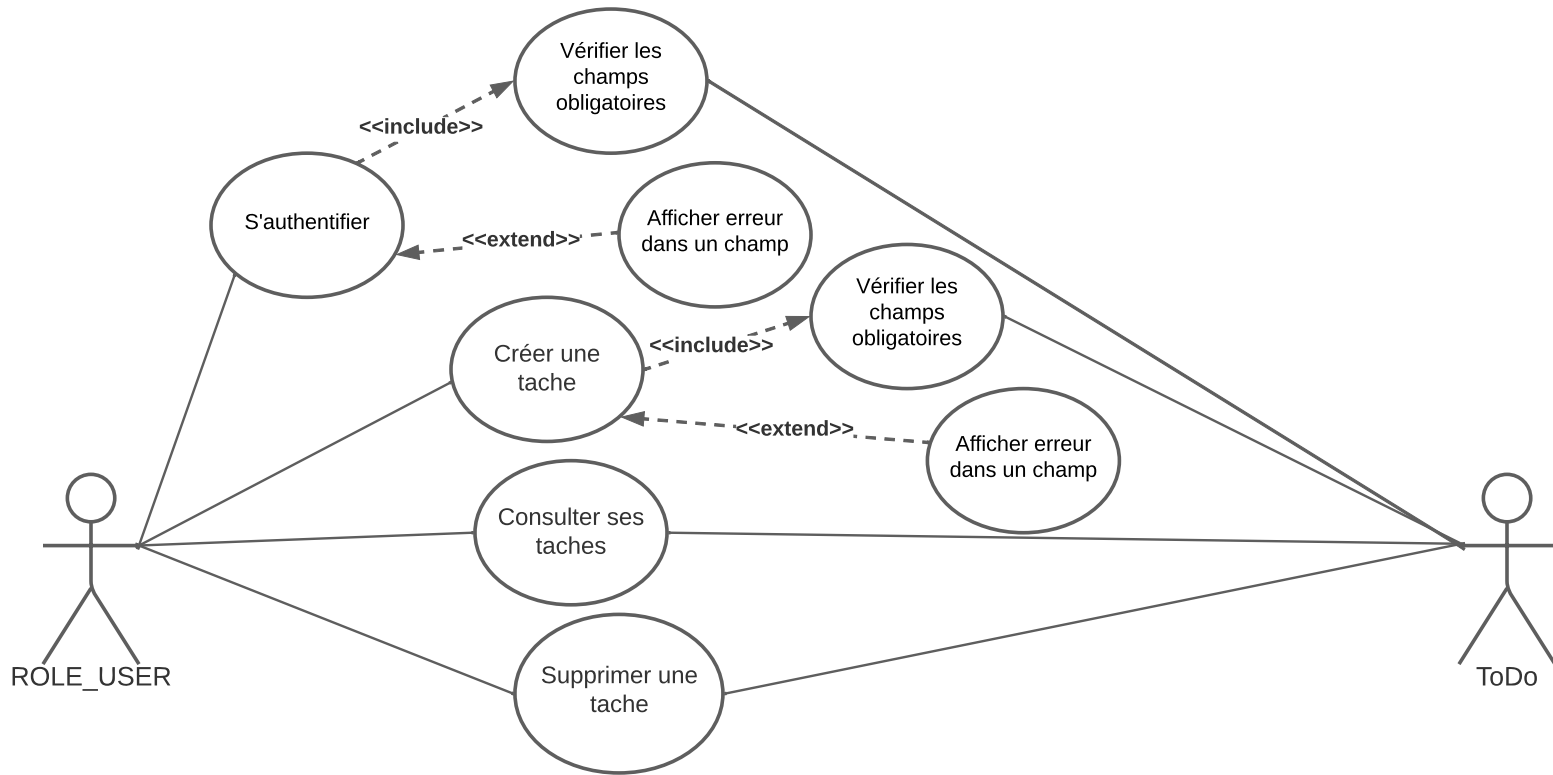 Vérifier les
champs
obligatoires
<<include>>
S'authentifier
Afficher erreur
dans un champ
<<extend>>
Vérifier les
champs
obligatoires
<<include>>
Créer une
tache
<<extend>>
Afficher erreur
dans un champ
Consulter ses
taches
ROLE_USER
Supprimer une
tache
ToDo